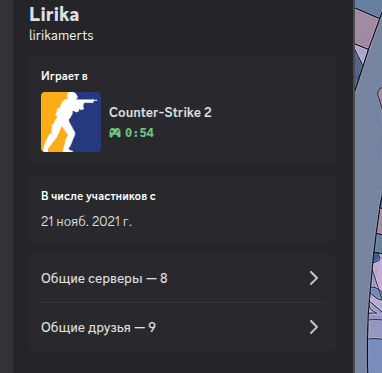 Lirika
lirikamerts
Играет в
Counter-Strike 2
0:54
В числе участников с
21 нояб. 2021 г.
Общие серверы — 8
Общие друзья — 9